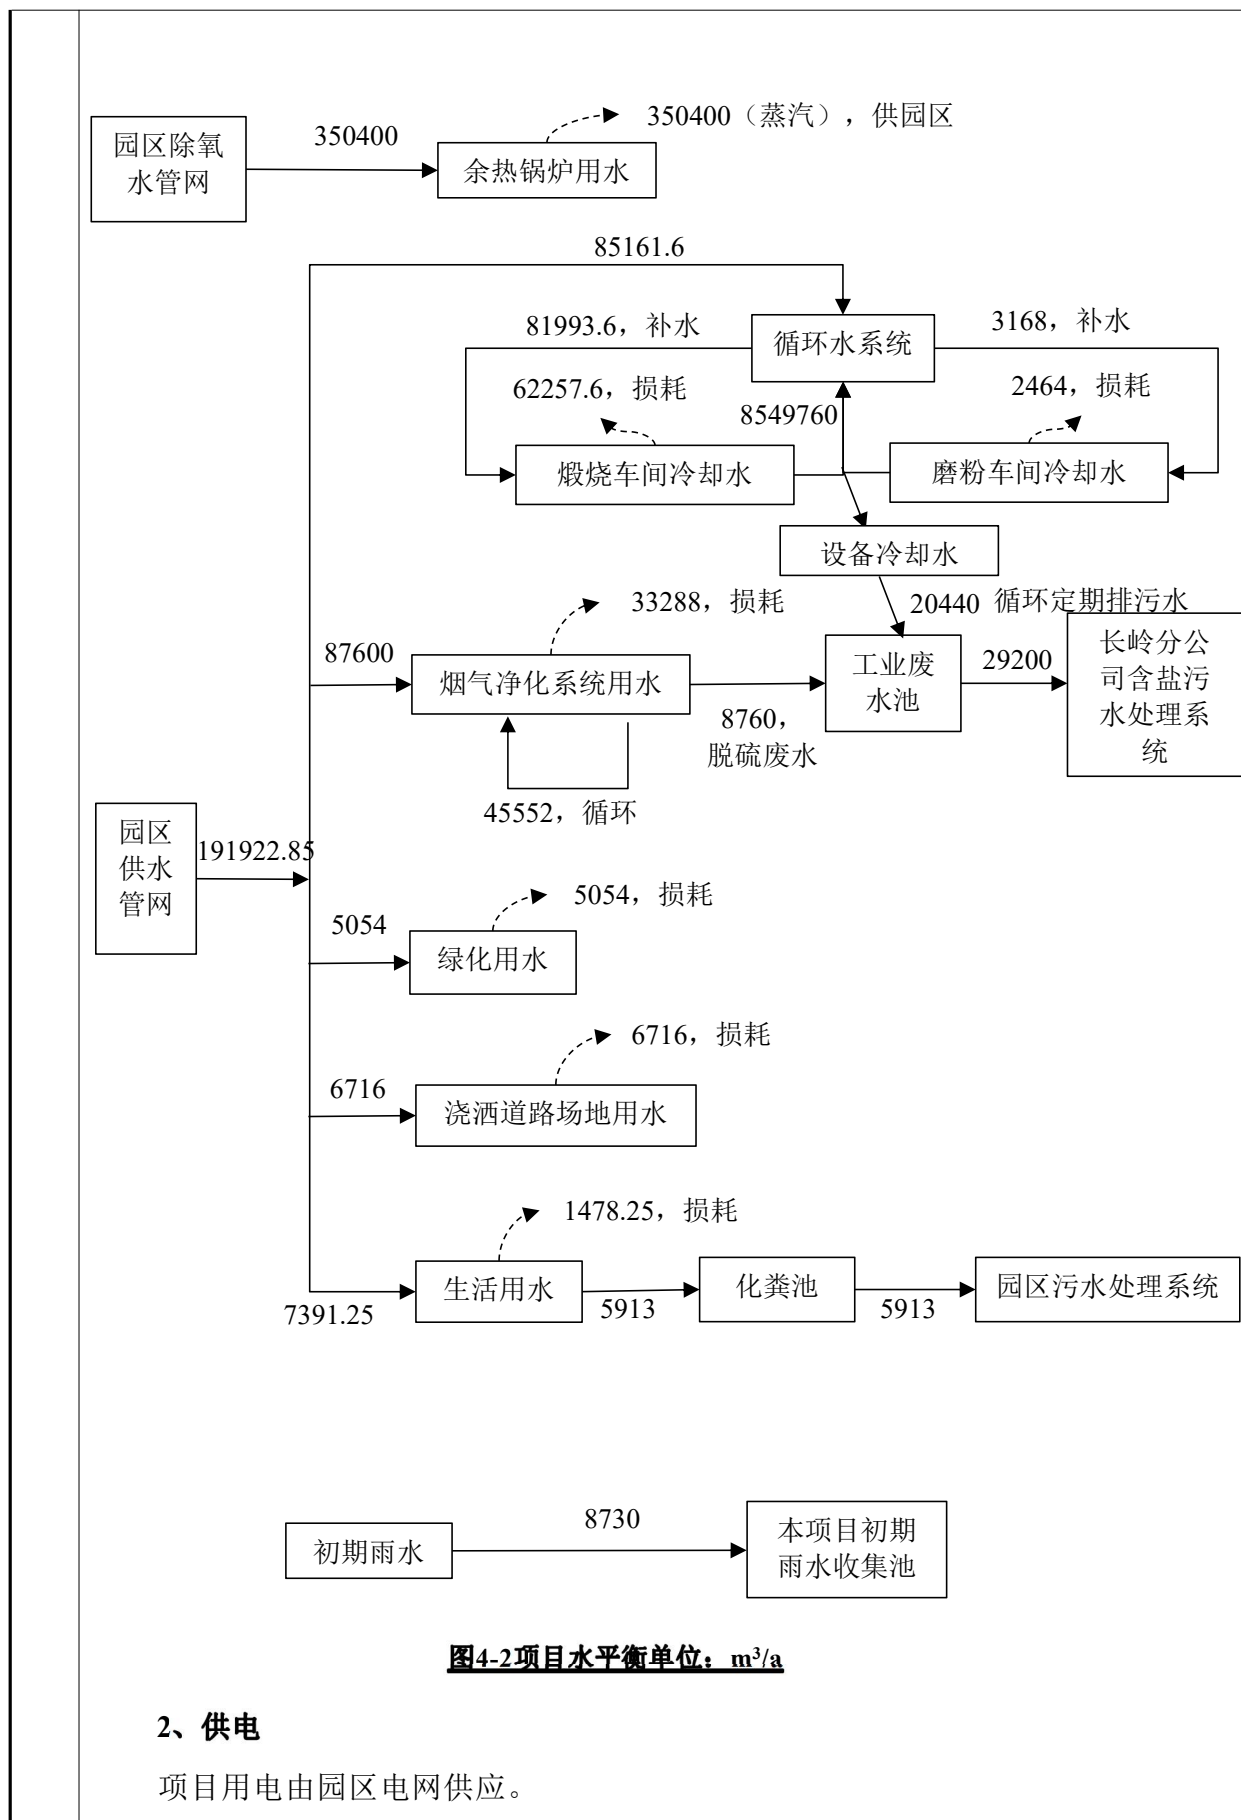 350400（蒸汽），供园区
350400
园区除氧
水管网
余热锅炉用水
85161.6
81993.6，补水
循环水系统
3168，补水
62257.6，损耗
8549760
2464，损耗
煅烧车间冷却水
磨粉车间冷却水
设备冷却水
33288，损耗
20440 循环定期排污水
87600
烟气净化系统用水
8760，
脱硫废水
工业废
水池
29200
长岭分公
司含盐污
水处理系
统
45552，循环
园区
供水
管网
191922.85
5054，损耗
5054
绿化用水
6716，损耗
6716
浇洒道路场地用水
1478.25，损耗
7391.25
生活用水
5913
化粪池
5913
园区污水处理系统
初期雨水
8730
本项目初期
雨水收集池
图4-2项目水平衡单位：m³/a
2、供电
项目用电由园区电网供应。